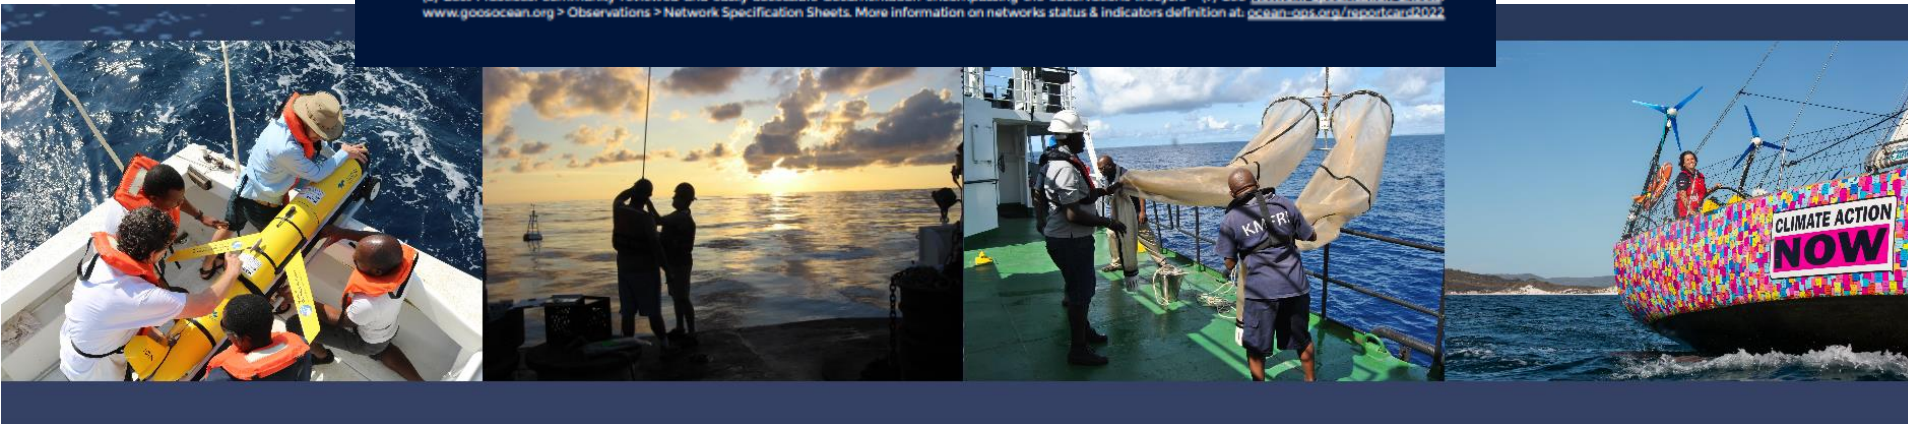 www.goosocean.org > Observations > Network Specification Sheets. More information on networks status & indicators definition at: ocean-ops.org/reportcard2022
KMFRI
CLIMATE ACTION
NOW